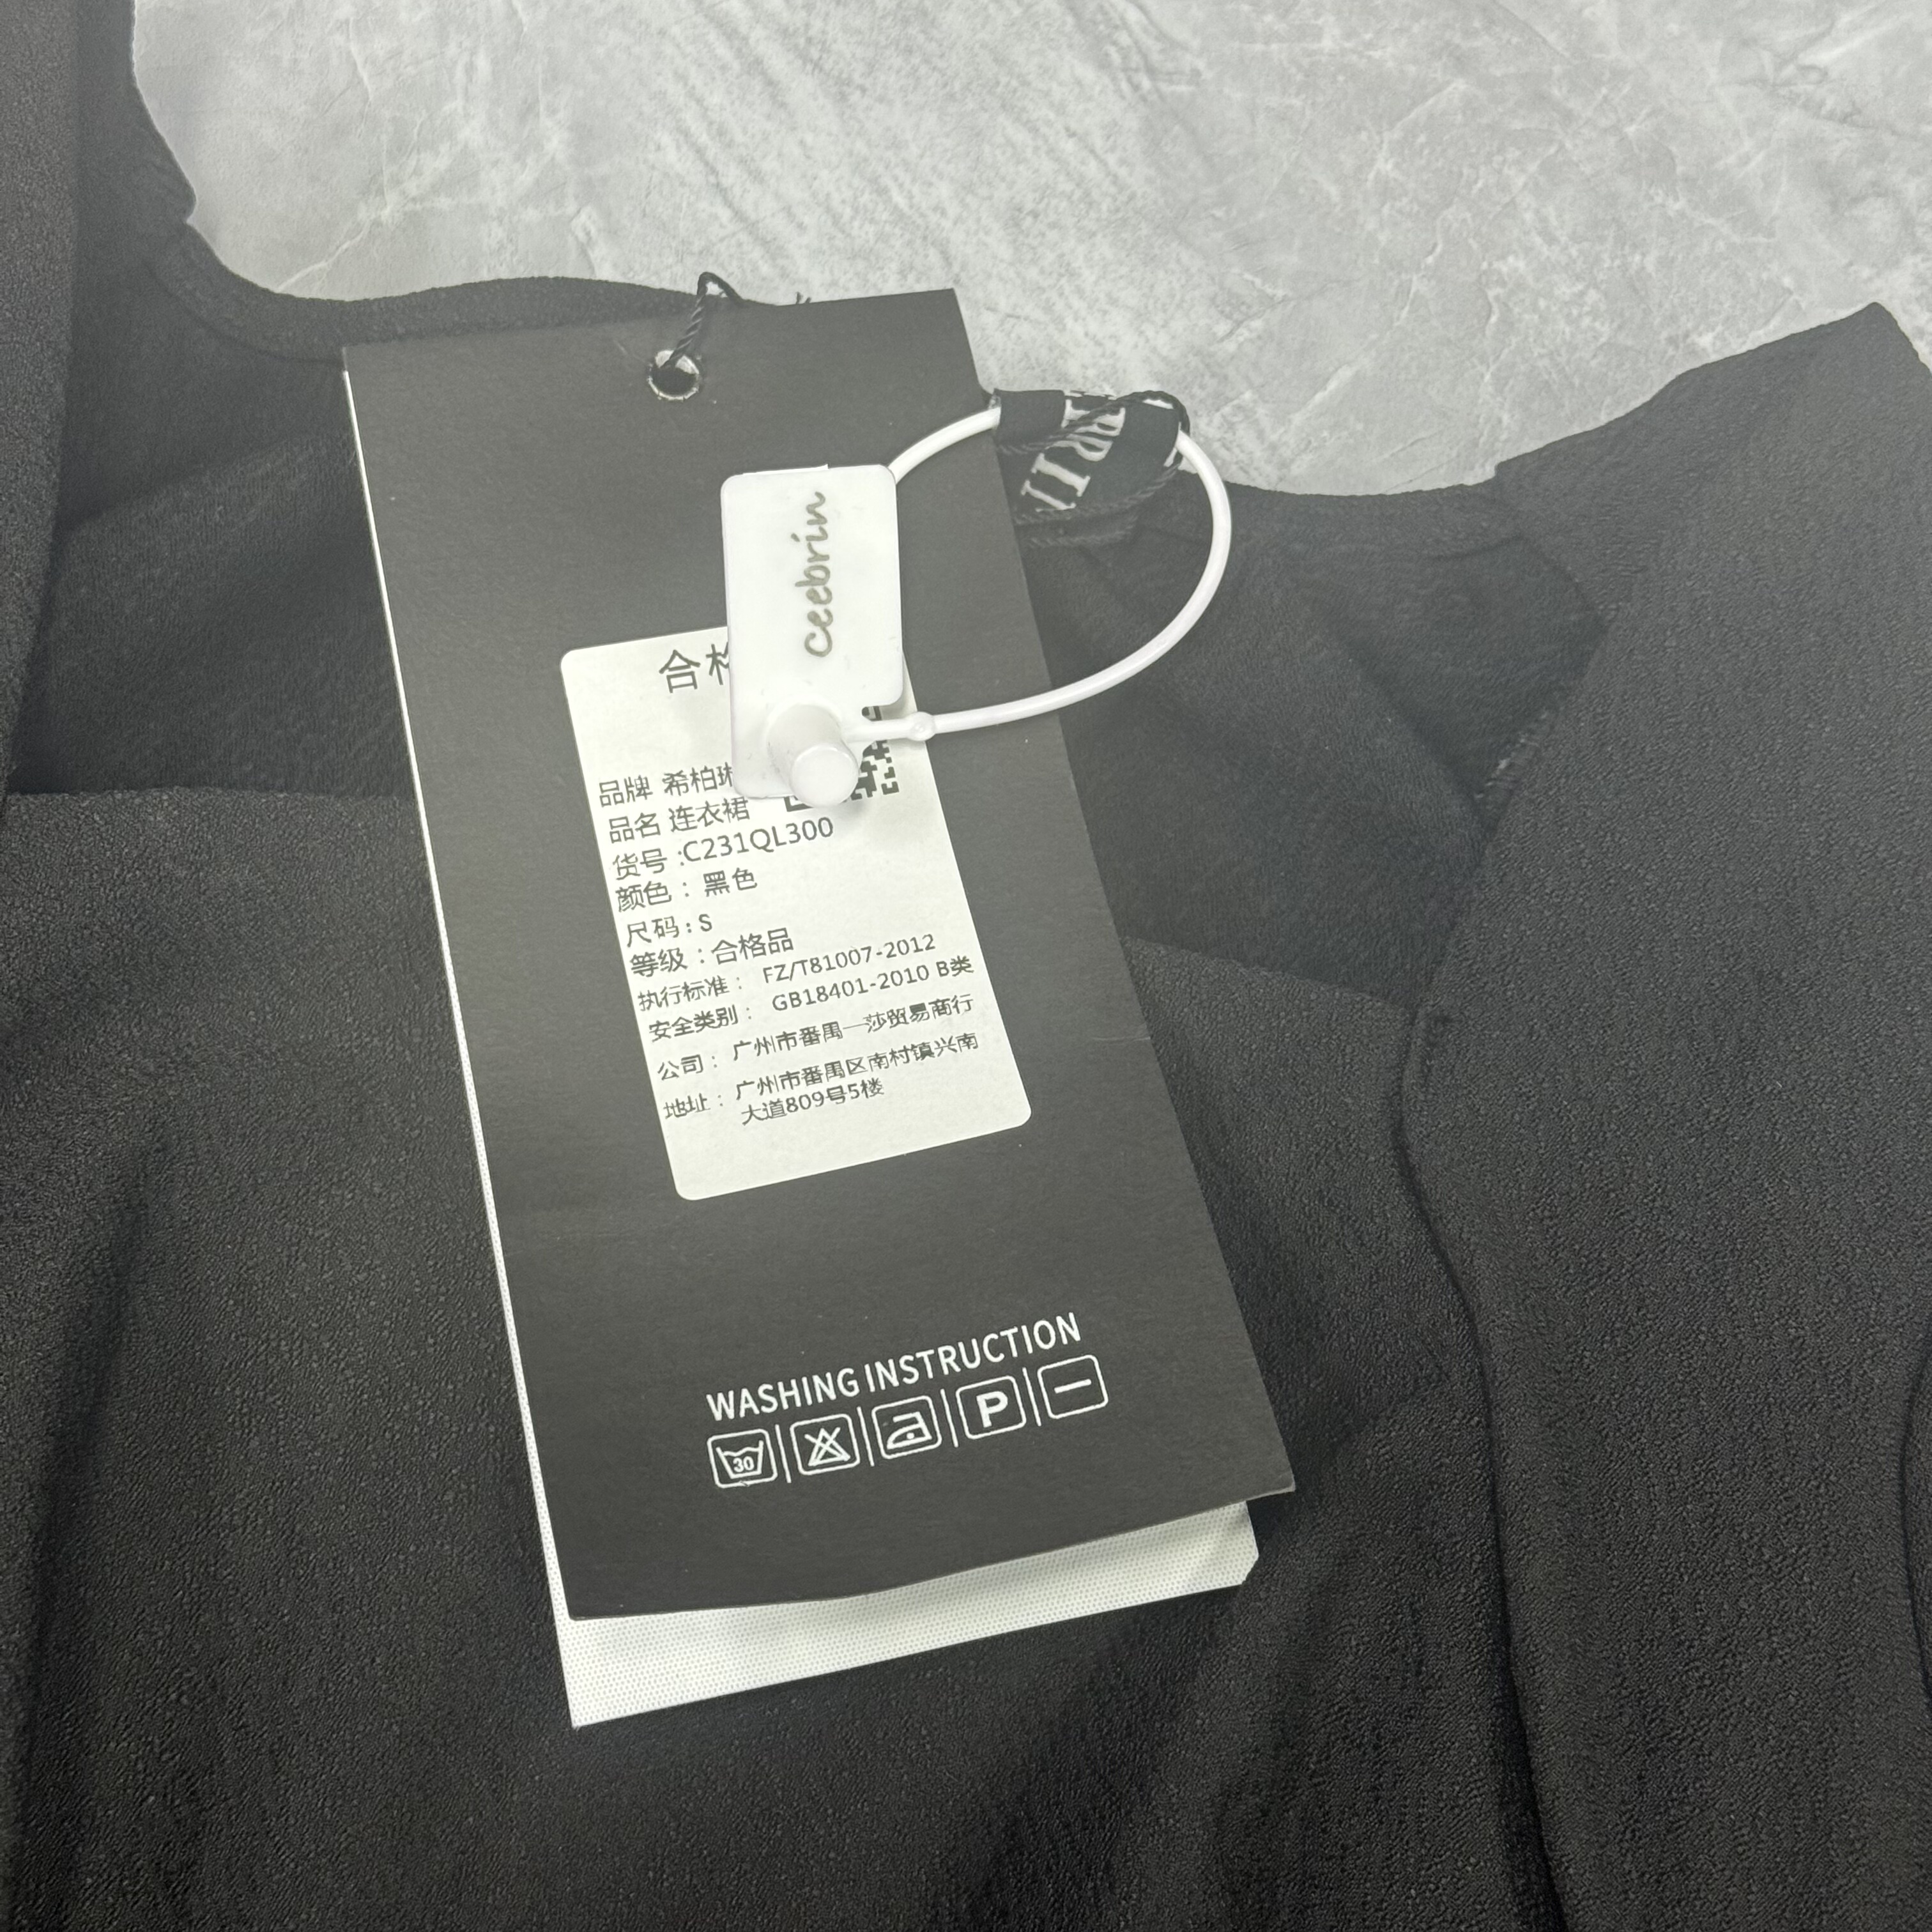 ceebrin
合
品牌 希柏
品名 连衣裙
货号:C231QL300
颜色:黑色
尺码:S
等级:合格品
执行标准: FZ/T81007-2012
安全类别: GB18401-2010 B类
公司: 广州市番禺一莎贸易商行
地址: 广州市番禺区南村镇兴南
大道809号5楼
WASHING INSTRUCTION
30
P